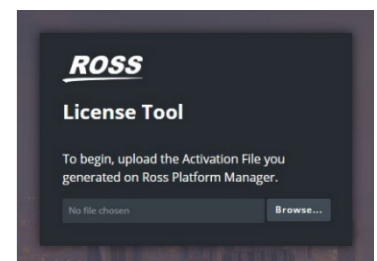 ROSS
License Tool
To begin, upload the Activation File you
generated on Ross Platform Manager.
No file chosen Browse...